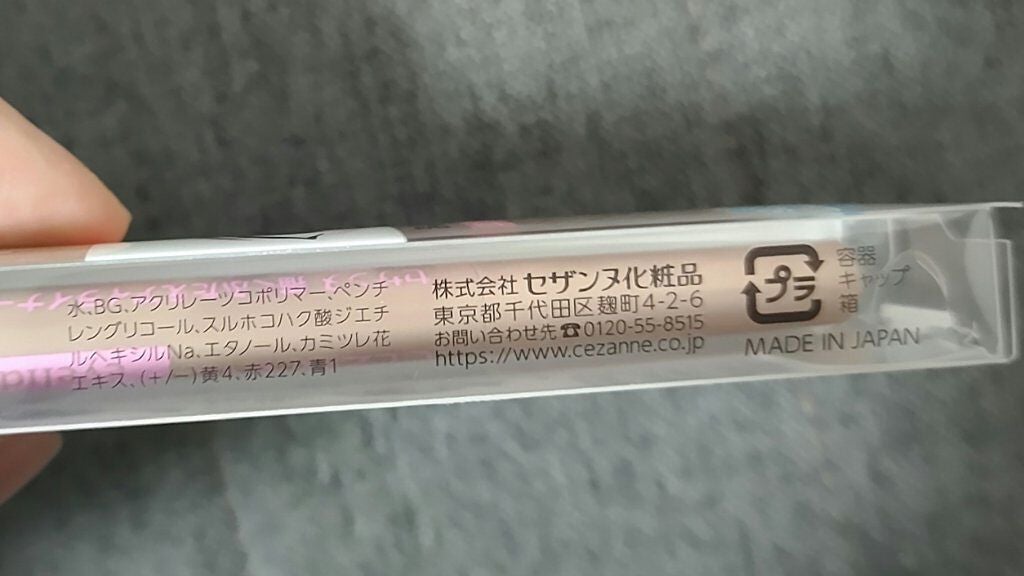 水、BG、アクリレーツコポリマー、ペンチ
レングリコール、スルホコハク酸ジエチ
ルヘキシルNa、エタノール、カミツレ花
エキス、(+/-)黄4、赤227、青1
株式会社 セザンヌ化粧品
東京都千代田区麹町4-2-6
お問い合わせ先☎0120-55-8515
https://www.cezanne.co.jp
プラ
容器
キャップ
箱
MADE IN JAPAN